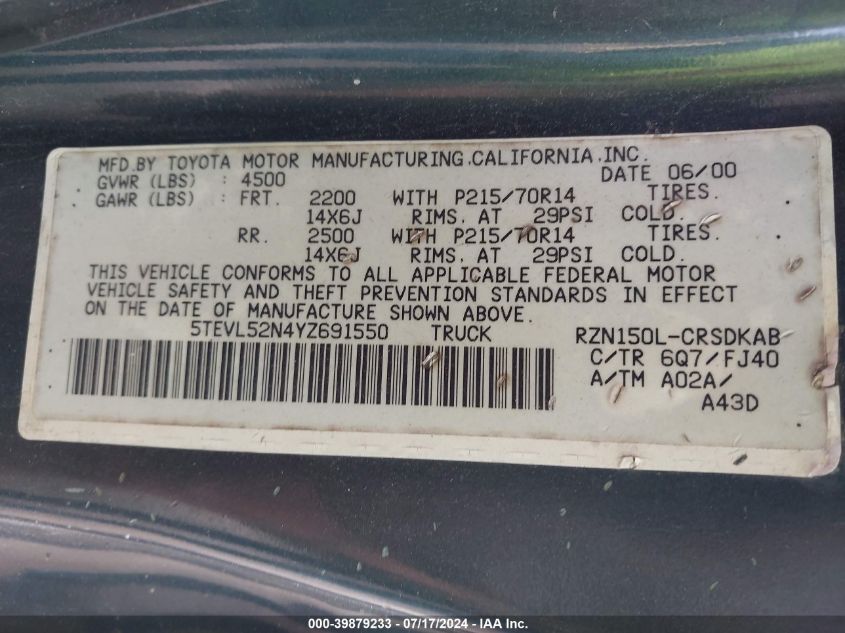 MFD.BY TOYOTA MOTOR MANUFACTURING.CALIFORNIA.INC.
GVWR (LBS) : 4500 DATE 06/00
GAWR (LBS) : FRT. 2200 WITH P215/70R14 TIRES.
14X6J RIMS. AT 29PSI COLD.
RR. 2500 WITH P215/70R14 TIRES.
14X6J RIMS. AT 29PSI COLD.
THIS VEHICLE CONFORMS TO ALL APPLICABLE FEDERAL MOTOR
VEHICLE SAFETY AND THEFT PREVENTION STANDARDS IN EFFECT
ON THE DATE OF MANUFACTURE SHOWN ABOVE.
5TEVL52N4YZ691550 TRUCK RZN150L-CRSDKAB
C/TR 6Q7/FJ40
A/TM A02A/
A43D
000-39879233 - 07/17/2024 - IAA Inc.